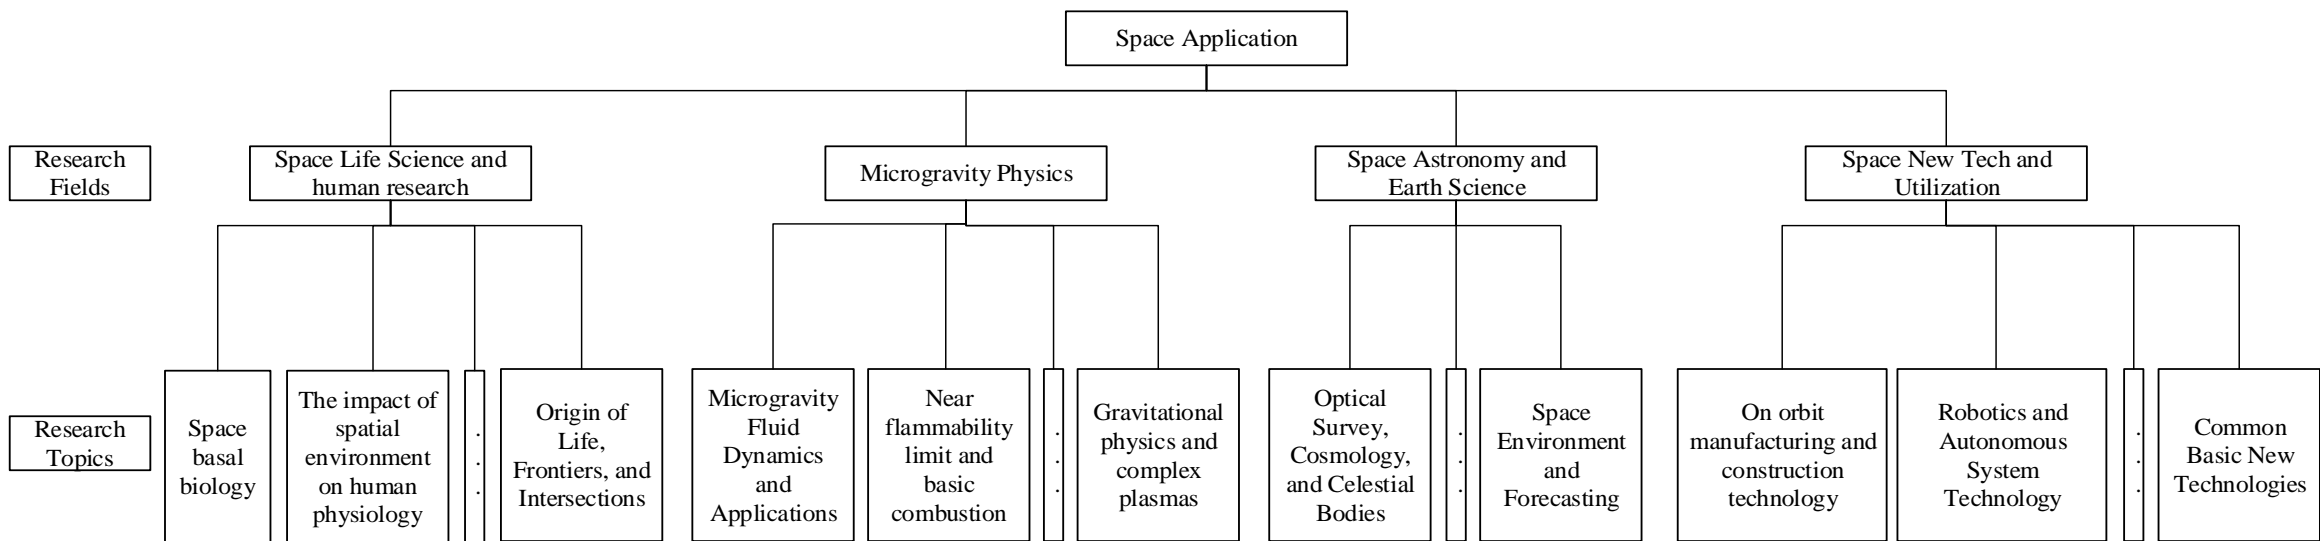 Space Application
Research
Fields
Space Life Science and
human research
Microgravity Physics
Space Astronomy and
Earth Science
Space New Tech and
Utilization
Research
Topics
Space
basal
biology
The impact of
spatial
environment
on human
physiology
.
.
.
Origin of
Life,
Frontiers, and
Intersections
Microgravity
Fluid
Dynamics
and
Applications
Near
flammability
limit and
basic
combustion
.
.
.
Gravitational
physics and
complex
plasmas
Optical
Survey,
Cosmology,
and Celestial
Bodies
.
.
.
Space
Environment
and
Forecasting
On orbit
manufacturing and
construction
technology
Robotics and
Autonomous
System
Technology
.
.
.
Common
Basic New
Technologies